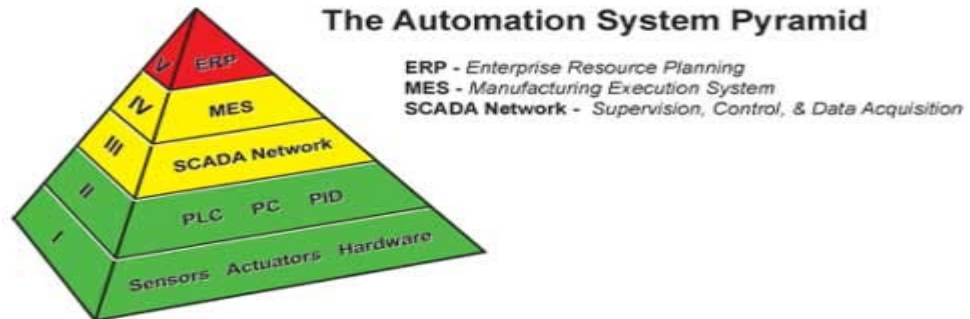 The Automation System Pyramid
ERP - Enterprise Resource Planning
MES - Manufacturing Execution System
SCADA Network - Supervision, Control, & Data Acquisition
V ERP
IV MES
III SCADA Network
II PLC PC PID
I Sensors Actuators Hardware